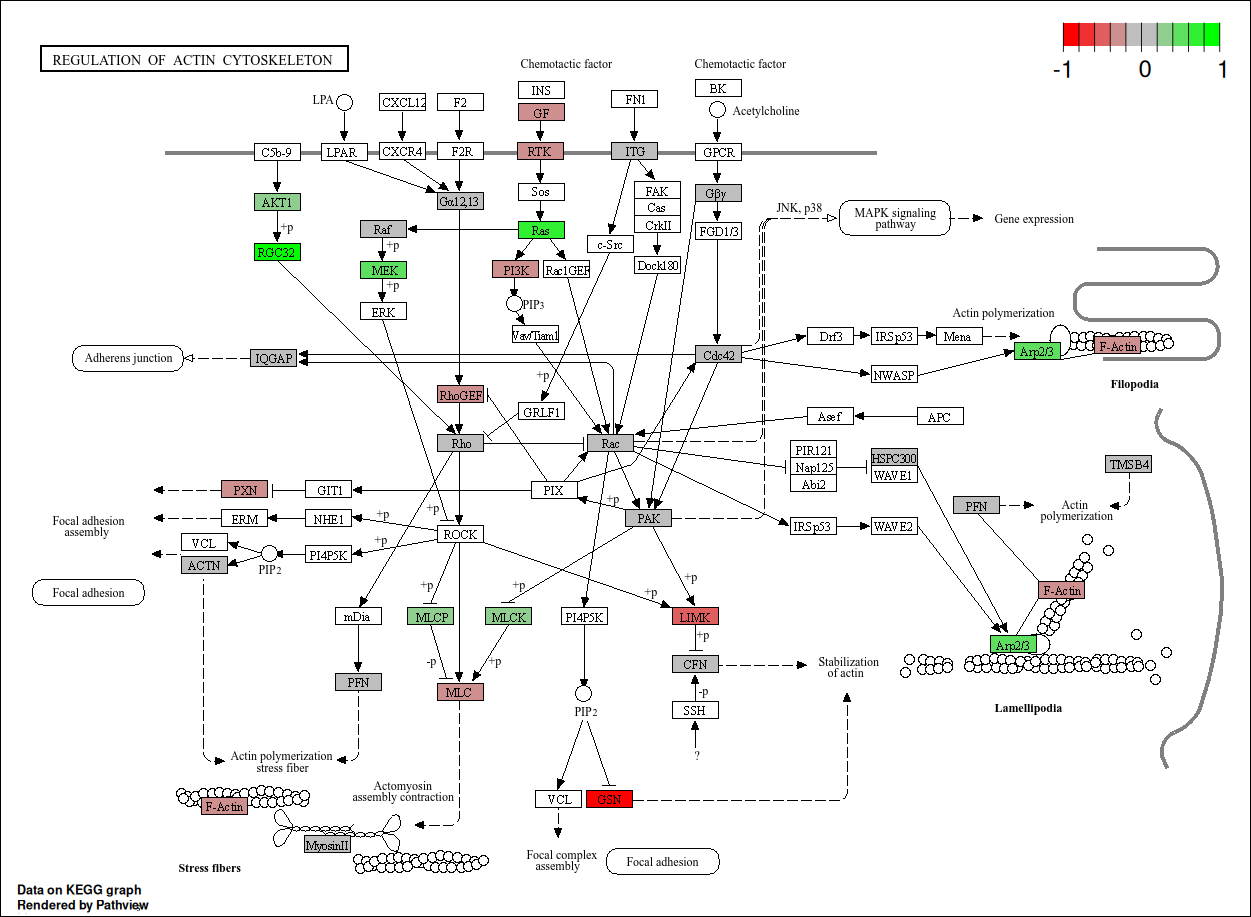 REGULATION OF ACTIN CYTOSKELETON
-1 0 1
Chemotactic factor
Chemotactic factor
LPA
CXCL12
F2
INS
GF
FN1
BK
Acetylcholine
C5b-9
LPAR
CXCR4
F2R
RTK
ITG
GPCR
AKT1
Gα12,13
Sos
FAK
Cas
CrkII
Gβγ
JNK, p38
MAPK signaling
pathway
Gene expression
+p
Raf
Ras
FGD1/3
RGC32
+p
c-Src
MEK
PI3K
Rac1GEF
Dock180
+p
ERK
PIP3
Vav/Tiam1
Actin polymerization
Drf3
IRSp53
Mena
Adherens junction
IQGAP
Cdc42
Arp2/3
F-Actin
+p
NWASP
Filopodia
RhoGEF
GRLF1
Asef
APC
Rho
Rac
PIR121
Nap125
Abi2
HSPC300
WAVE1
TMSB4
PXN
GIT1
PIX
+p
PFN
Actin
polymerization
Focal adhesion
assembly
ERM
NHE1
+p
+p
PAK
IRSp53
WAVE2
ROCK
VCL
ACTN
PIP2
PI4P5K
+p
Focal adhesion
+p
+p
+p
+p
F-Actin
mDia
MLCP
MLCK
PI4P5K
LIMK
+p
Arp2/3
-p
+p
CFN
Stabilization
of actin
PFN
MLC
-p
SSH
PIP2
Lamellipodia
?
Actin polymerization
stress fiber
Actomyosin
assembly contraction
F-Actin
VCL
GSN
MyosinII
Stress fibers
Focal complex
assembly
Focal adhesion
Data on KEGG graph
Rendered by Pathview